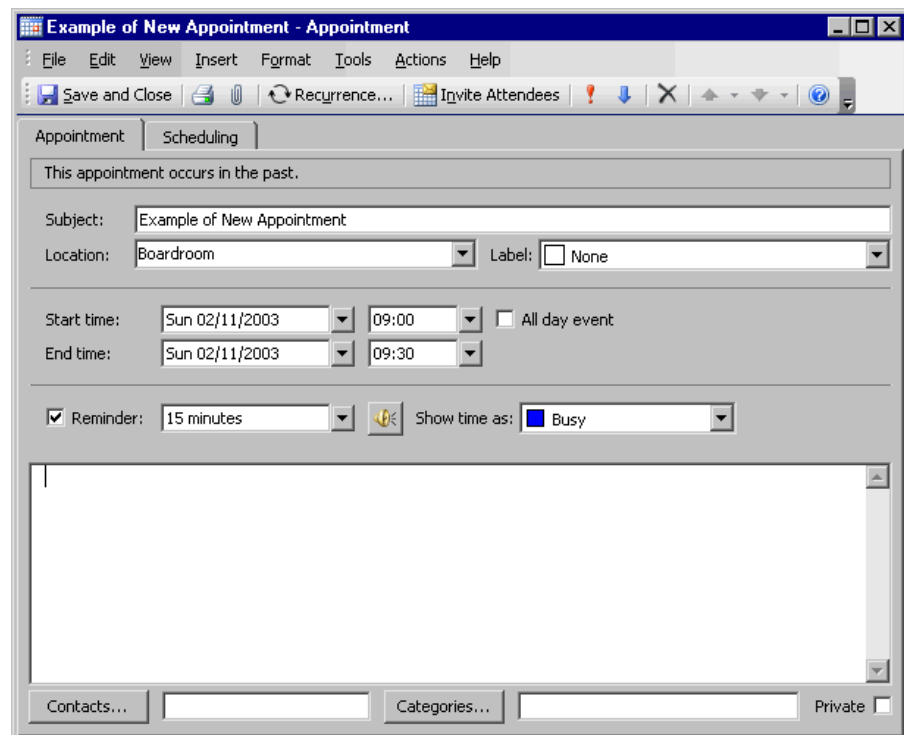 Example of New Appointment - Appointment
File Edit View Insert Format Tools Actions Help
Save and Close Recurrence... Invite Attendees
Appointment Scheduling
This appointment occurs in the past.
Subject: Example of New Appointment
Location: Boardroom Label: None
Start time: Sun 02/11/2003 09:00 All day event
End time: Sun 02/11/2003 09:30
Reminder: 15 minutes Show time as: Busy
Contacts... Categories... Private